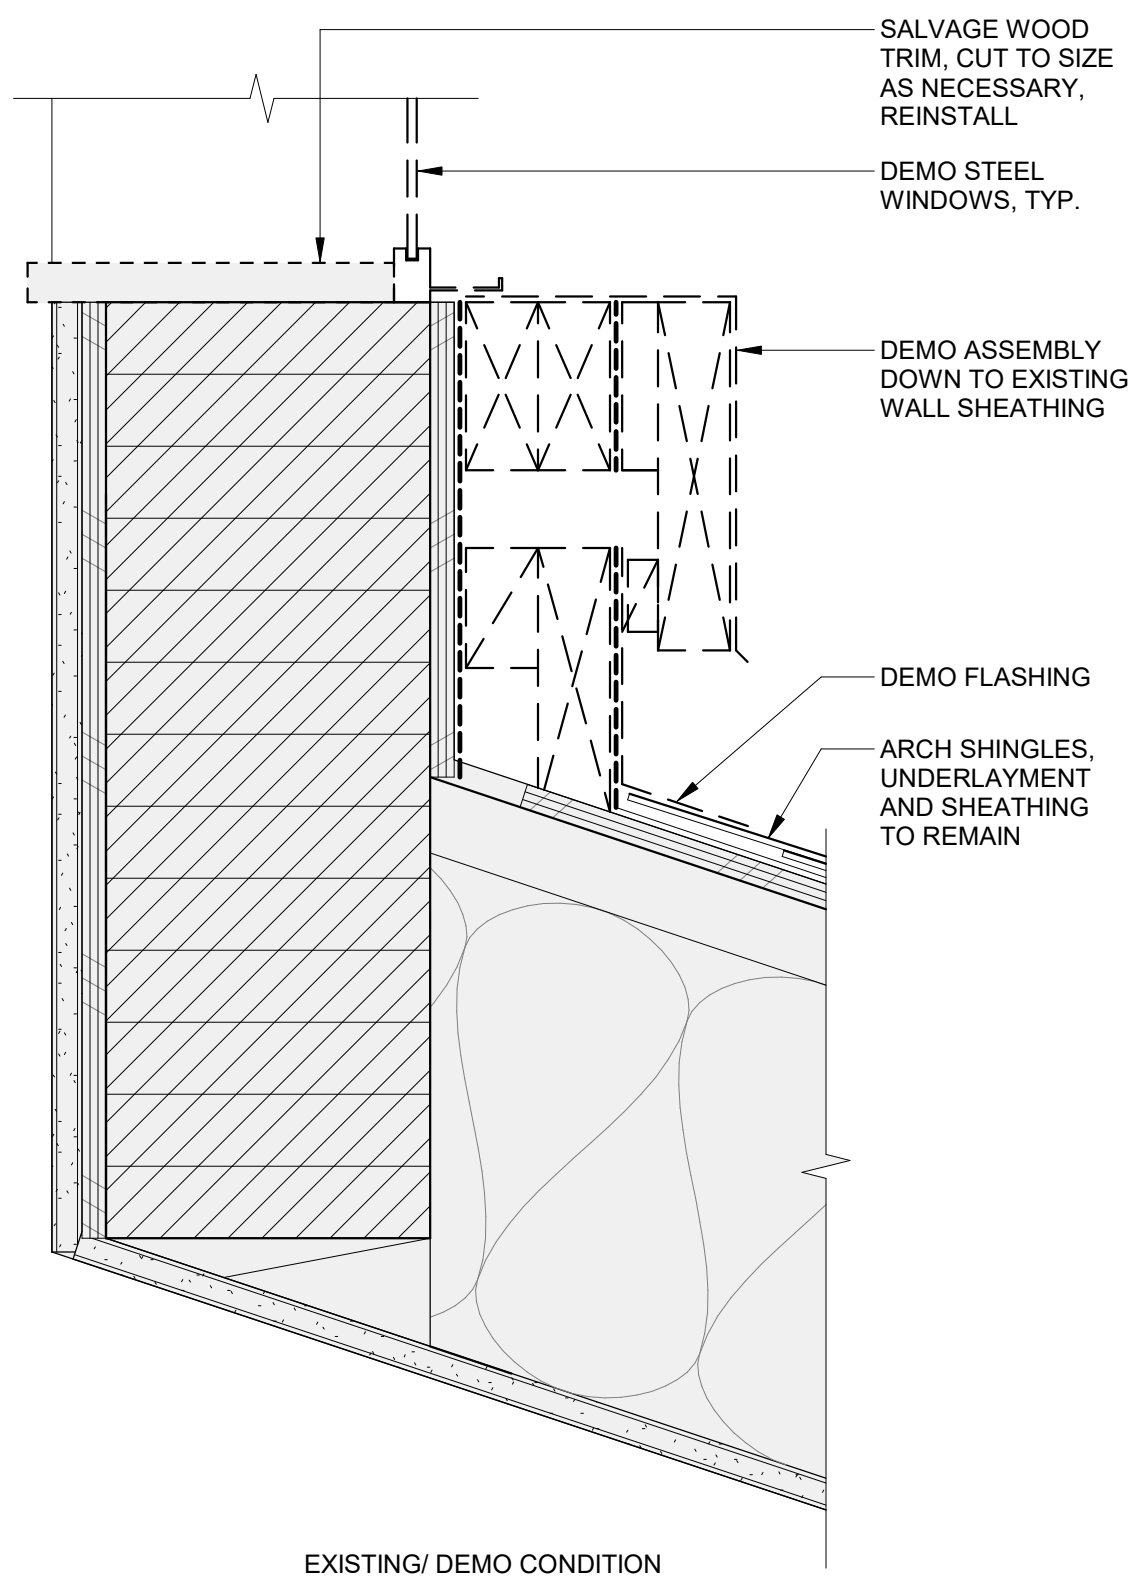 SALVAGE WOOD
TRIM, CUT TO SIZE
AS NECESSARY,
REINSTALL
DEMO STEEL
WINDOWS, TYP.
DEMO ASSEMBLY
DOWN TO EXISTING
WALL SHEATHING
DEMO FLASHING
ARCH SHINGLES,
UNDERLAYMENT
AND SHEATHING
TO REMAIN
EXISTING/ DEMO CONDITION